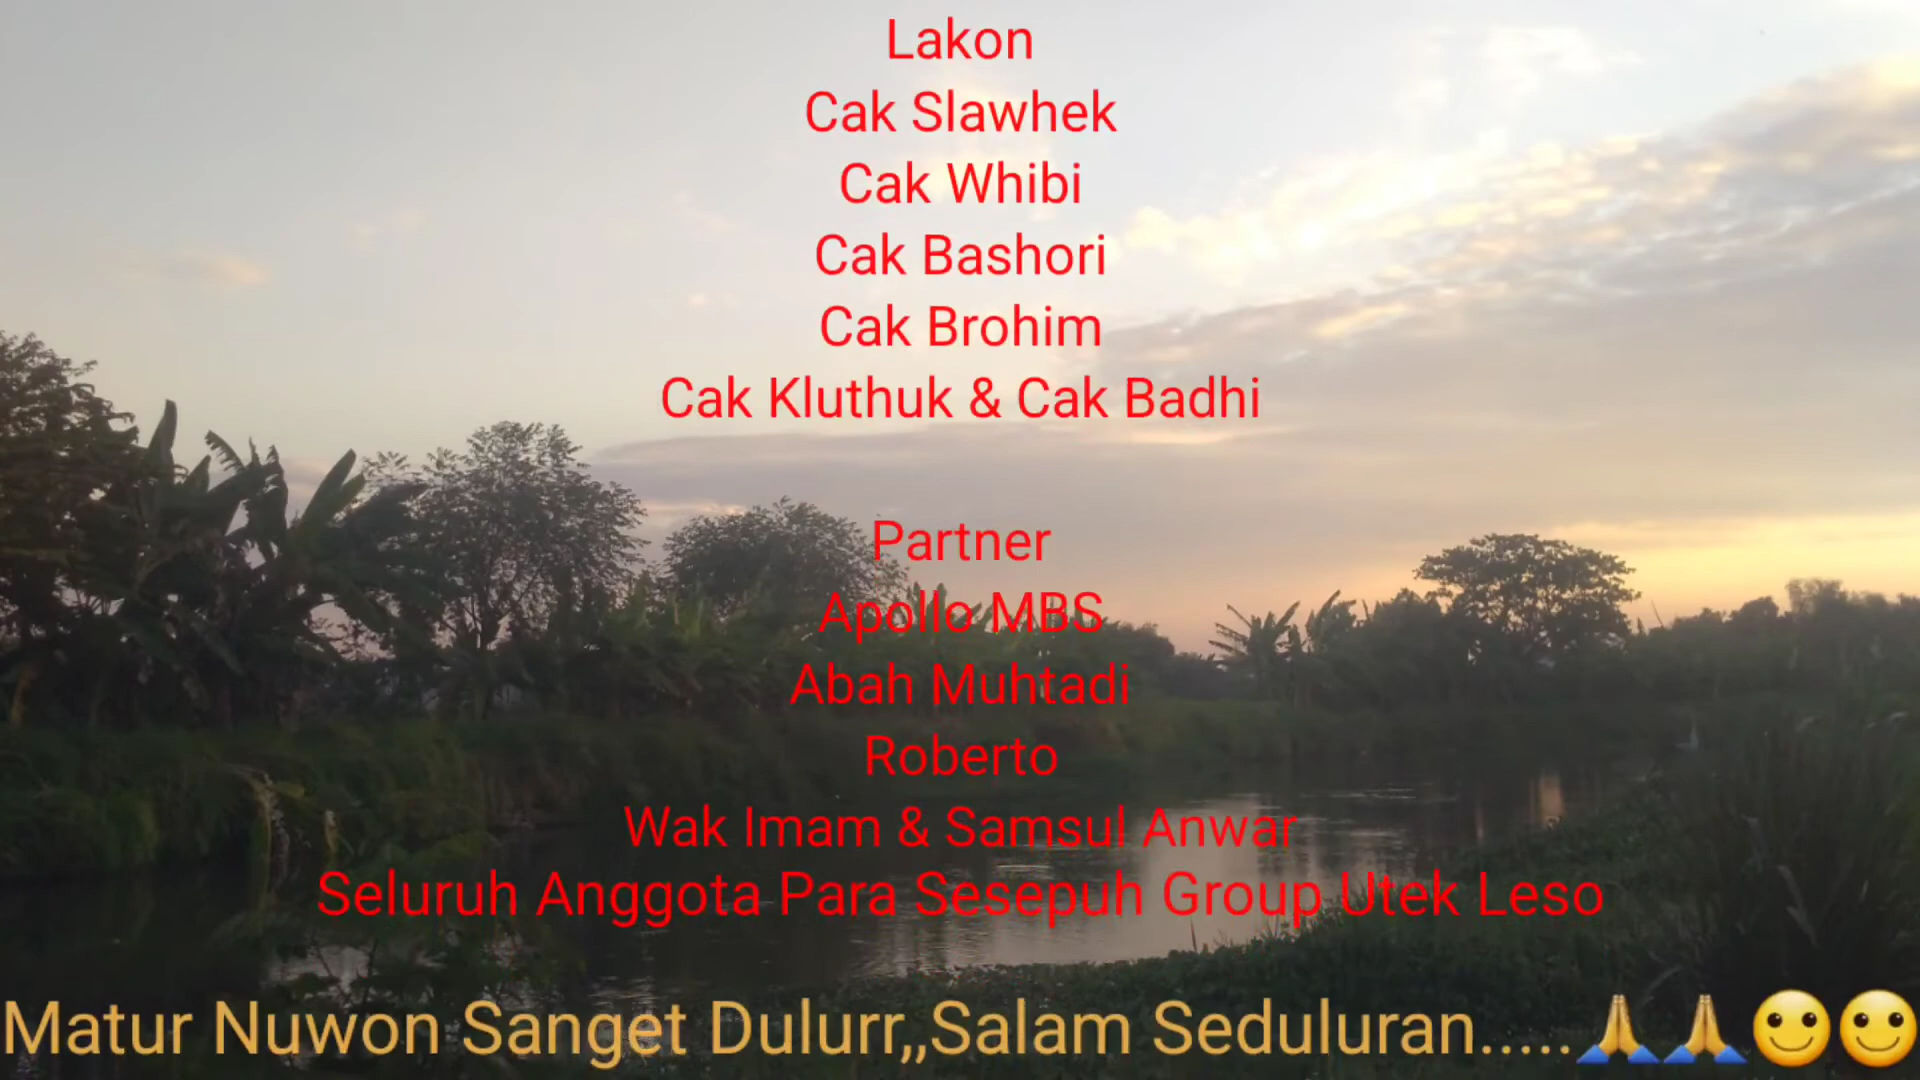 Lakon
Cak Slawhek
Cak Whibi
Cak Bashori
Cak Brohim
Cak Kluthuk & Cak Badhi
Partner
Apollo MBS
Abah Muhtadi
Roberto
Wak Imam & Samsul Anwar
Seluruh Anggota Para Sesepuh Group Utek Leso
Matur Nuwon Sanget Dulurr,,Salam Seduluran.....🙏🙏🙂🙂